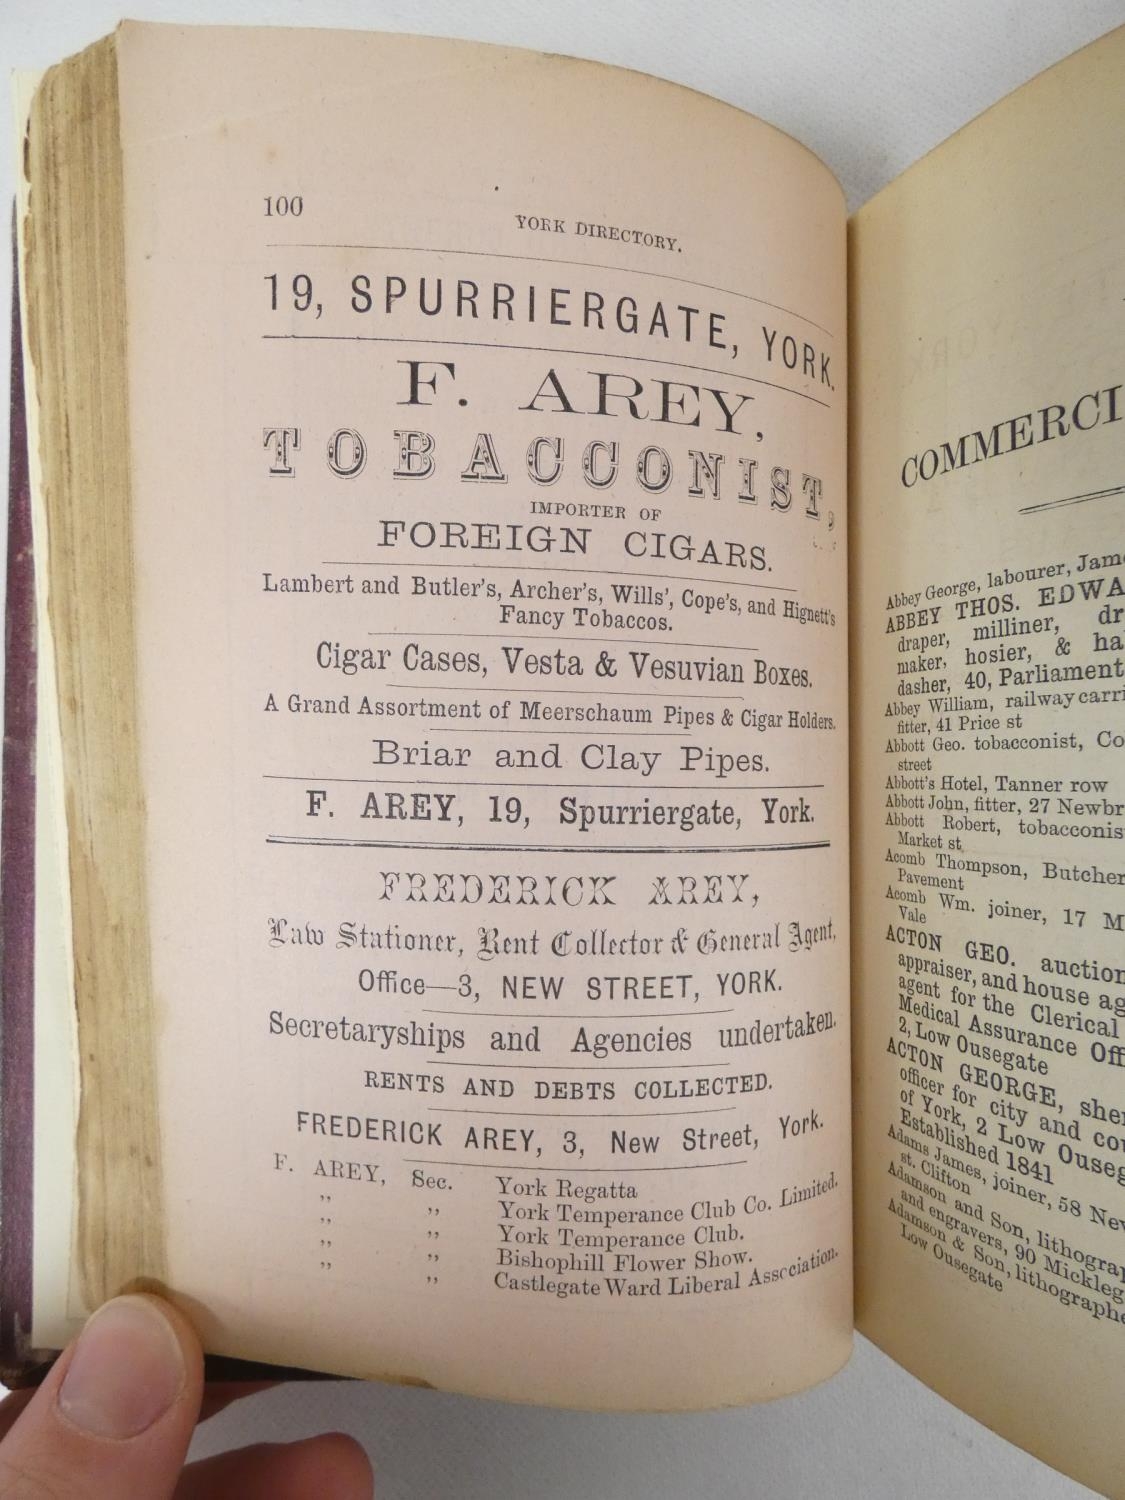 100
YORK DIRECTORY.
19, SPURRIERGATE, YORK.
F. AREY,
TOBACCONIST,
IMPORTER OF
FOREIGN CIGARS.
Lambert and Butler's, Archer's, Wills', Cope's, and Hignett's
Fancy Tobaccos.
Cigar Cases, Vesta & Vesuvian Boxes.
A Grand Assortment of Meerschaum Pipes & Cigar Holders.
Briar and Clay Pipes.
F. AREY, 19, Spurriergate, York.
FREDERICK AREY,
Law Stationer, Rent Collector & General Agent,
Office—3, NEW STREET, YORK.
Secretaryships and Agencies undertaken.
RENTS AND DEBTS COLLECTED.
FREDERICK AREY, 3, New Street, York.
F. AREY, Sec. York Regatta
" " York Temperance Club Co. Limited.
" " York Temperance Club.
" " Bishophill Flower Show.
" " Castlegate Ward Liberal Association.
COMMERCI
Abbey George, labourer, Jame
ABBEY THOS. EDWA
draper, milliner, dr
maker, hosier, & ha
dasher, 40, Parliament
Abbey William, railway carri
fitter, 41 Price st
Abbott Geo. tobacconist, Co
street
Abbott's Hotel, Tanner row
Abbott John, fitter, 27 Newbr
Abbott Robert, tobacconis
Market st
Acomb Thompson, Butcher
Pavement
Acomb Wm. joiner, 17 M
Vale
ACTON GEO. auction
appraiser, and house ag
agent for the Clerical
Medical Assurance Off
2, Low Ousegate
ACTON GEORGE, sher
officer for city and cou
of York, 2 Low Ouseg
Established 1841
Adams James, joiner, 58 Nev
st. Clifton
Adamson and Son, lithograp
and engravers, 90 Mickleg
Adamson & Son, lithographe
Low Ousegate